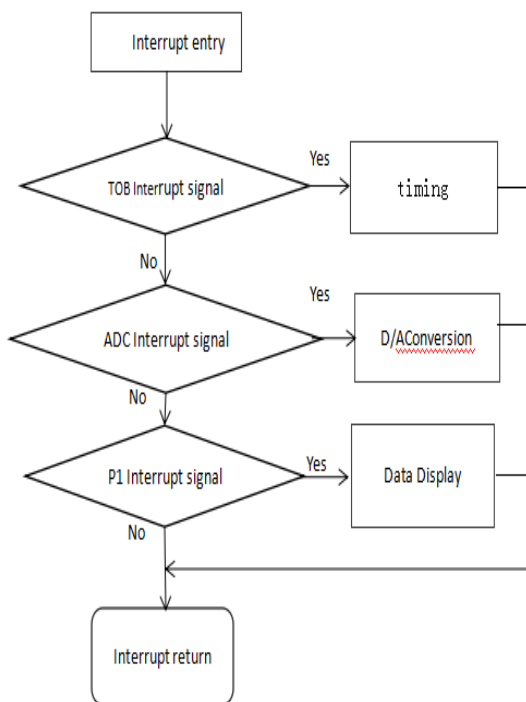 Interrupt entry
TOB Interrupt signal
Yes
timing
No
ADC Interrupt signal
Yes
D/AConversion
No
P1 Interrupt signal
Yes
Data Display
No
Interrupt return